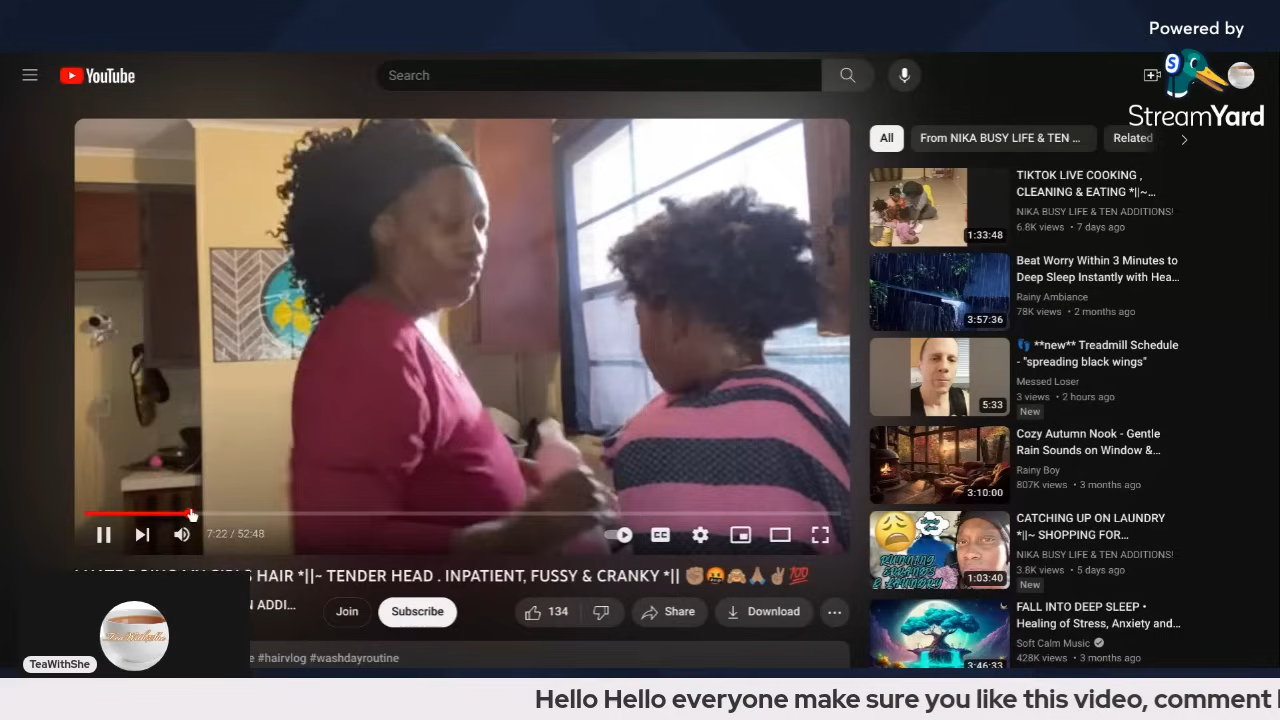 Powered by
StreamYard
YouTube
Search
All
From NIKA BUSY LIFE & TEN ...
Related
TIKTOK LIVE COOKING ,
CLEANING & EATING *||~...
NIKA BUSY LIFE & TEN ADDITIONS!
6.8K views • 7 days ago
1:33:48
Beat Worry Within 3 Minutes to
Deep Sleep Instantly with Hea...
Rainy Ambiance
78K views • 2 months ago
3:57:36
👣 **new** Treadmill Schedule
- "spreading black wings"
Messed Loser
3 views • 2 hours ago
New
5:33
Cozy Autumn Nook - Gentle
Rain Sounds on Window &...
Rainy Boy
807K views • 3 months ago
3:10:00
CATCHING UP ON LAUNDRY
*||~ SHOPPING FOR...
NIKA BUSY LIFE & TEN ADDITIONS!
3.8K views • 5 days ago
New
RUNNING
ERRANDS
& LAUNDRY
1:03:40
FALL INTO DEEP SLEEP •
Healing of Stress, Anxiety and...
Soft Calm Music
428K views • 3 months ago
3:46:33
7:22 / 52:48
CC
HAIR *||~ TENDER HEAD . INPATIENT, FUSSY & CRANKY *|| ✊🏽🤬🙈🙏🏽✌🏽💯
N ADDI...
Join
Subscribe
134
Share
Download
e #hairvlog #washdayroutine
TeaWithShe
TeaWithShe
Hello Hello everyone make sure you like this video, comment